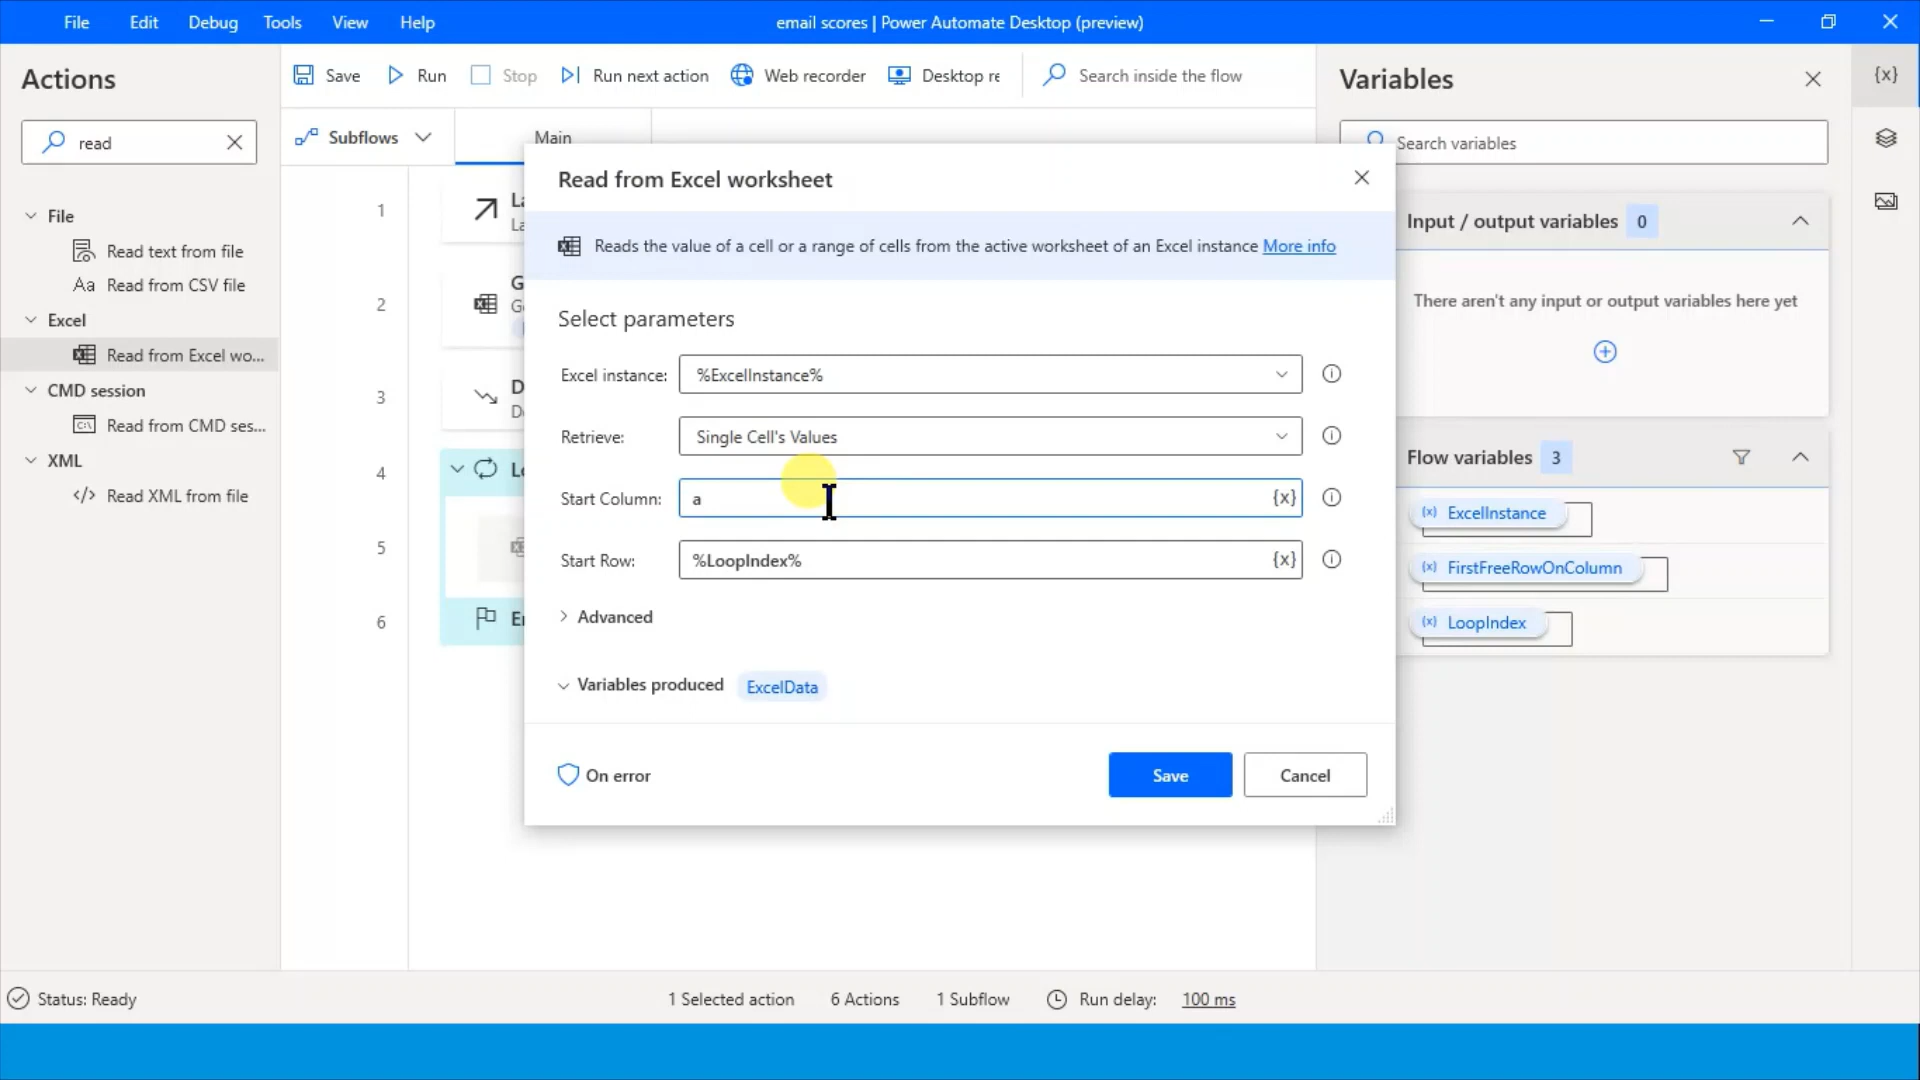 File Edit Debug Tools View Help email scores | Power Automate Desktop (preview)
Actions
Save Run Stop Run next action Web recorder Desktop re Search inside the flow
Variables
{x}
read
Subflows Main
Search variables
File
Read text from file
Aa Read from CSV file
Excel
Read from Excel wo...
CMD session
Read from CMD ses...
XML
Read XML from file
1
2
3
4
5
6
Read from Excel worksheet
Reads the value of a cell or a range of cells from the active worksheet of an Excel instance More info
Select parameters
Excel instance: %ExcelInstance%
Retrieve: Single Cell's Values
Start Column: a {x}
Start Row: %LoopIndex% {x}
Advanced
Variables produced ExcelData
On error
Save Cancel
Input / output variables 0
There aren't any input or output variables here yet
Flow variables 3
(x) ExcelInstance
(x) FirstFreeRowOnColumn
(x) LoopIndex
Status: Ready 1 Selected action 6 Actions 1 Subflow Run delay: 100 ms